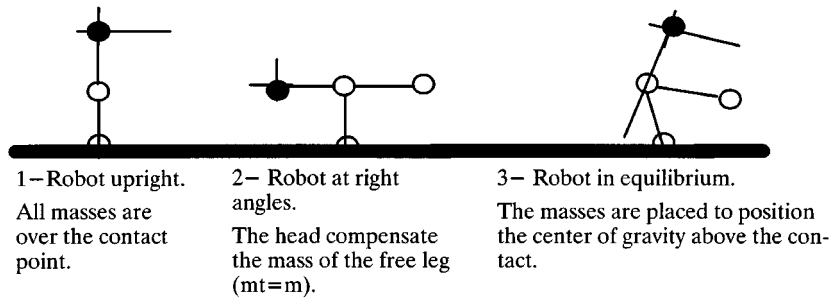 1–Robot upright.
All masses are
over the contact
point.
2– Robot at right
angles.
The head compensate
the mass of the free leg
(mt=m).
3– Robot in equilibrium.
The masses are placed to position
the center of gravity above the con-
tact.